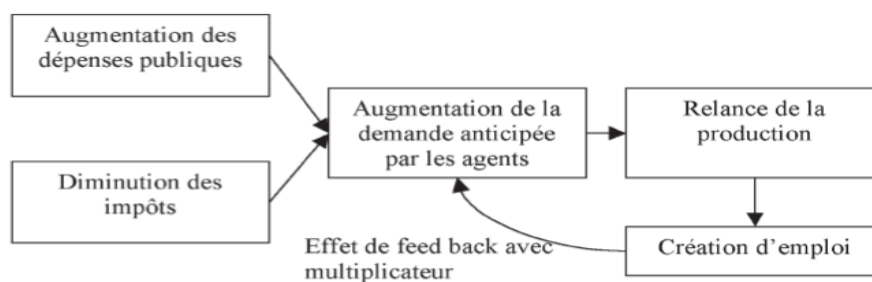 Augmentation des
dépenses publiques
Diminution des
impôts
Augmentation de la
demande anticipée
par les agents
Relance de la
production
Création d'emploi
Effet de feed back avec
multiplicateur